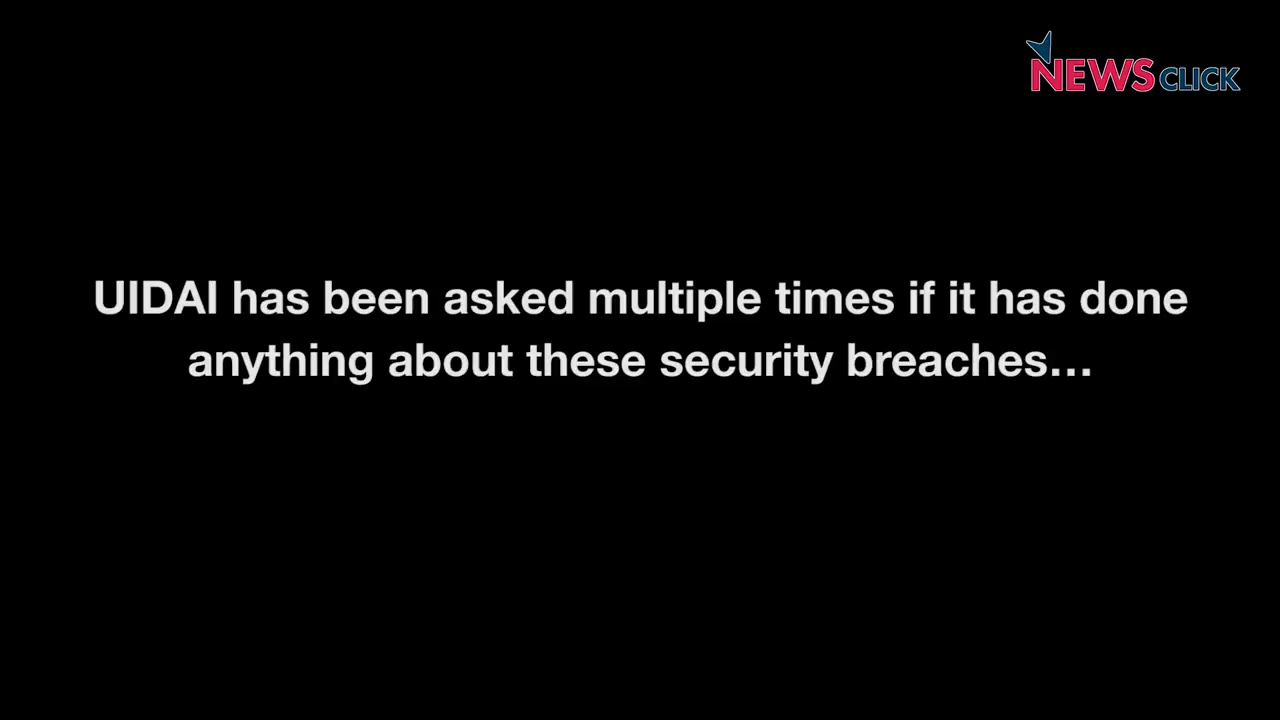 NEWSCLICK
UIDAI has been asked multiple times if it has done
anything about these security breaches...